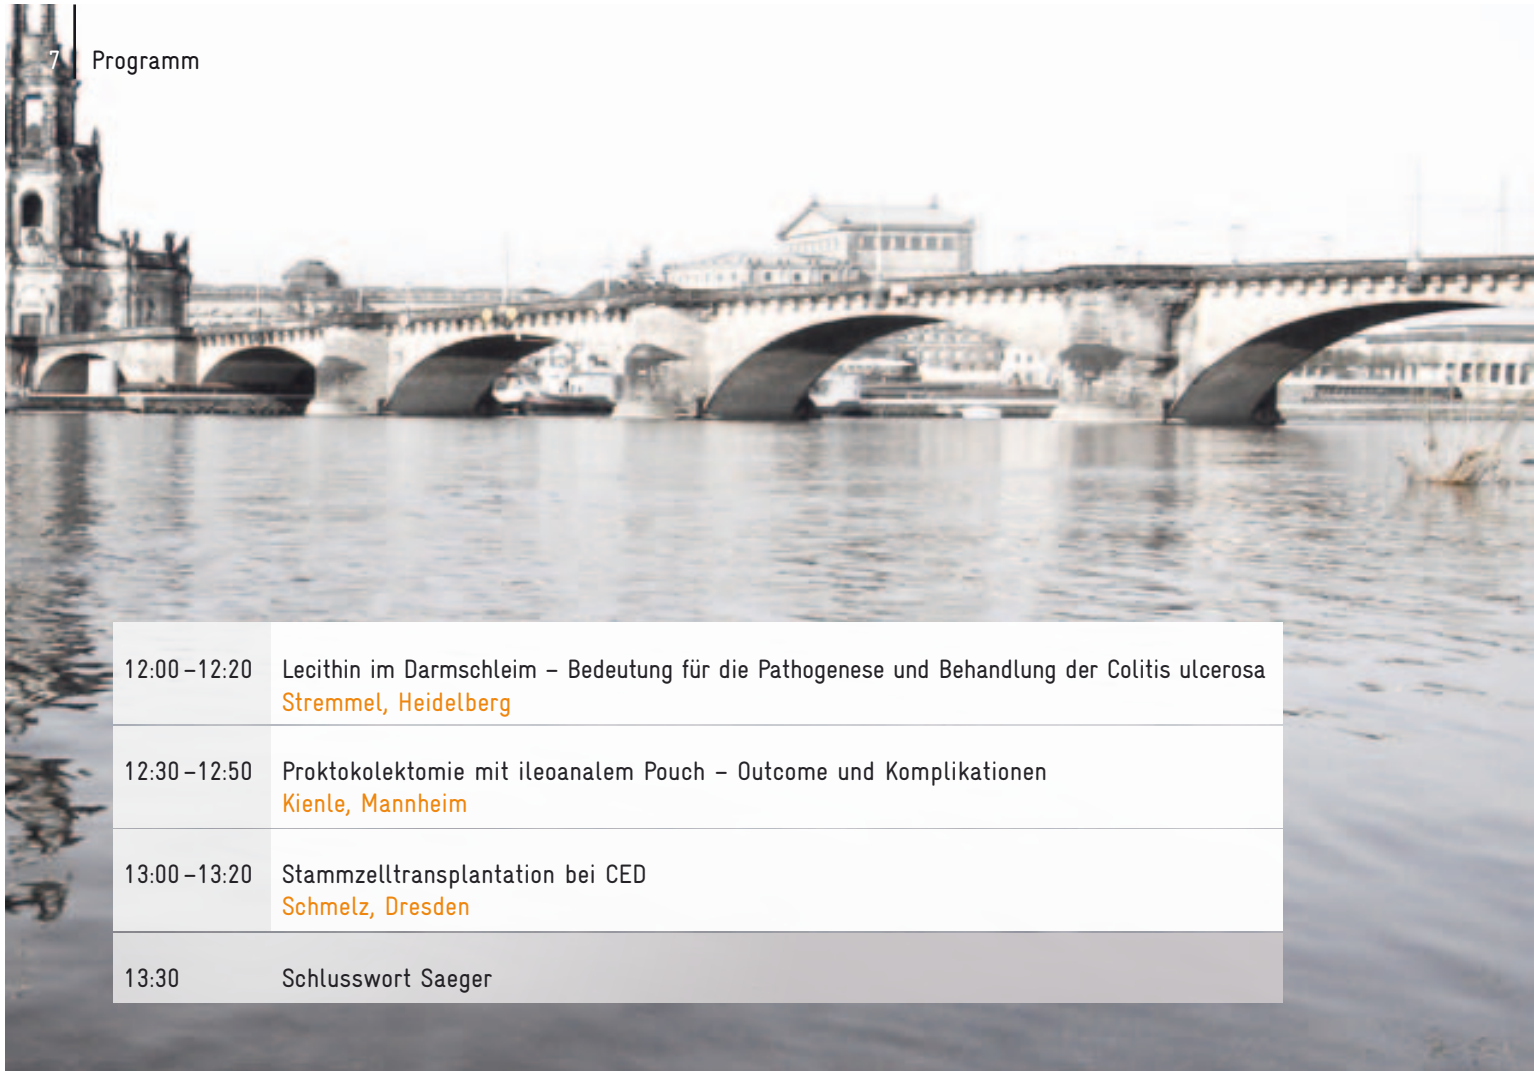 7 Programm
12:00–12:20 Lecithin im Darmschleim – Bedeutung für die Pathogenese und Behandlung der Colitis ulcerosa
Stremmel, Heidelberg
12:30–12:50 Proktokolektomie mit ileoanalem Pouch – Outcome und Komplikationen
Kienle, Mannheim
13:00–13:20 Stammzelltransplantation bei CED
Schmelz, Dresden
13:30 Schlusswort Saeger